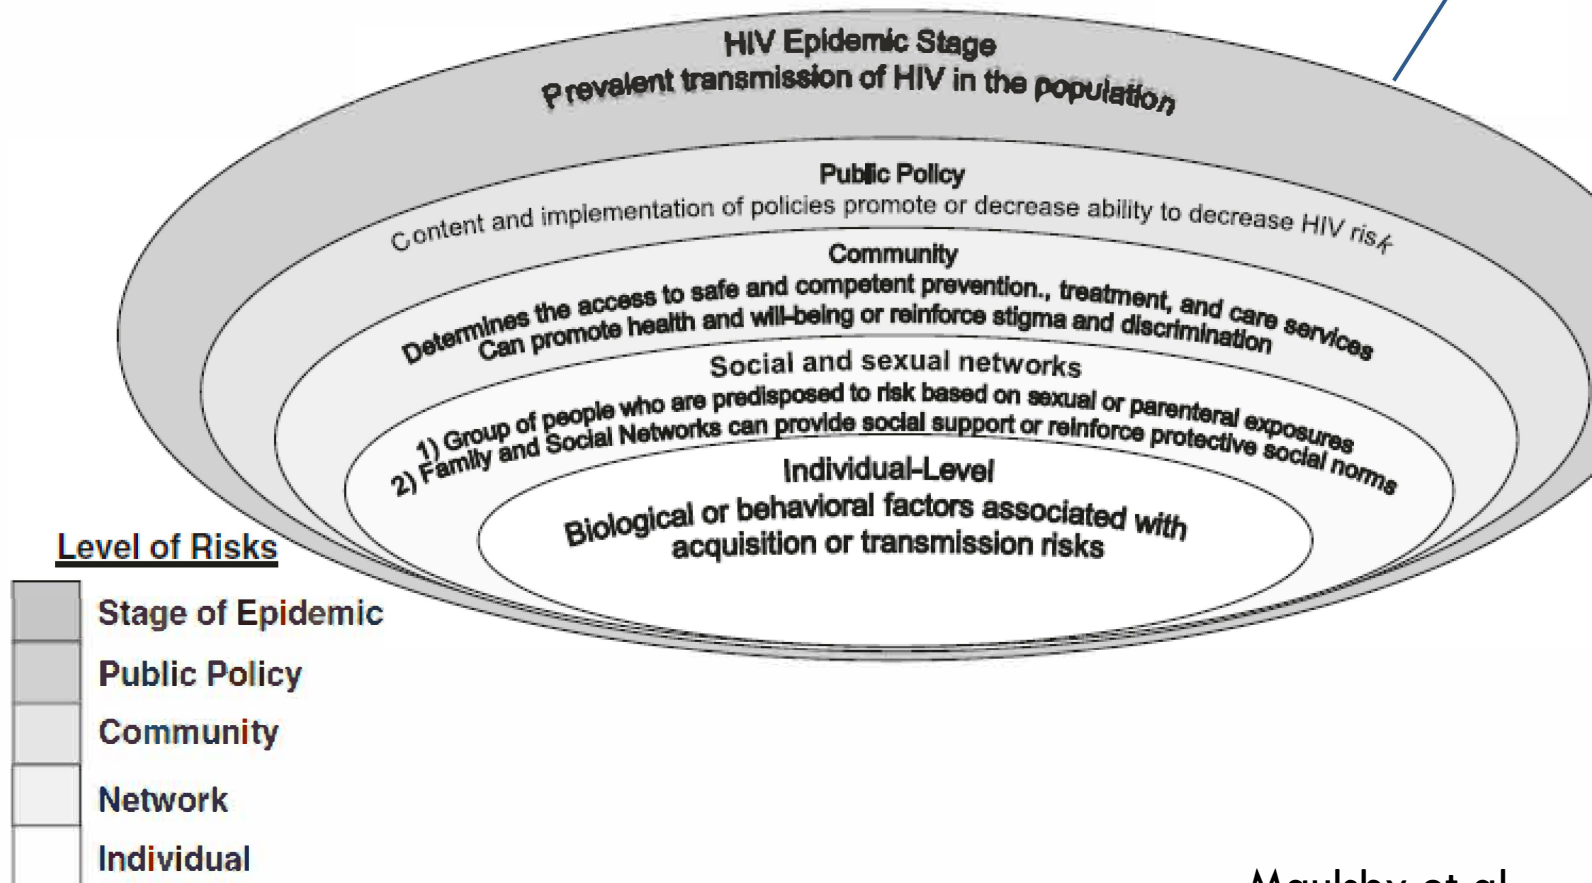 HIV Epidemic Stage
Prevalent transmission of HIV in the population
Public Policy
Content and implementation of policies promote or decrease ability to decrease HIV risk
Community
Determines the access to safe and competent prevention., treatment, and care services
Can promote health and will-being or reinforce stigma and discrimination
Social and sexual networks
1) Group of people who are predisposed to risk based on sexual or parenteral exposures
2) Family and Social Networks can provide social support or reinforce protective social norms
Individual-Level
Biological or behavioral factors associated with
acquisition or transmission risks
Level of Risks
Stage of Epidemic
Public Policy
Community
Network
Individual
et al